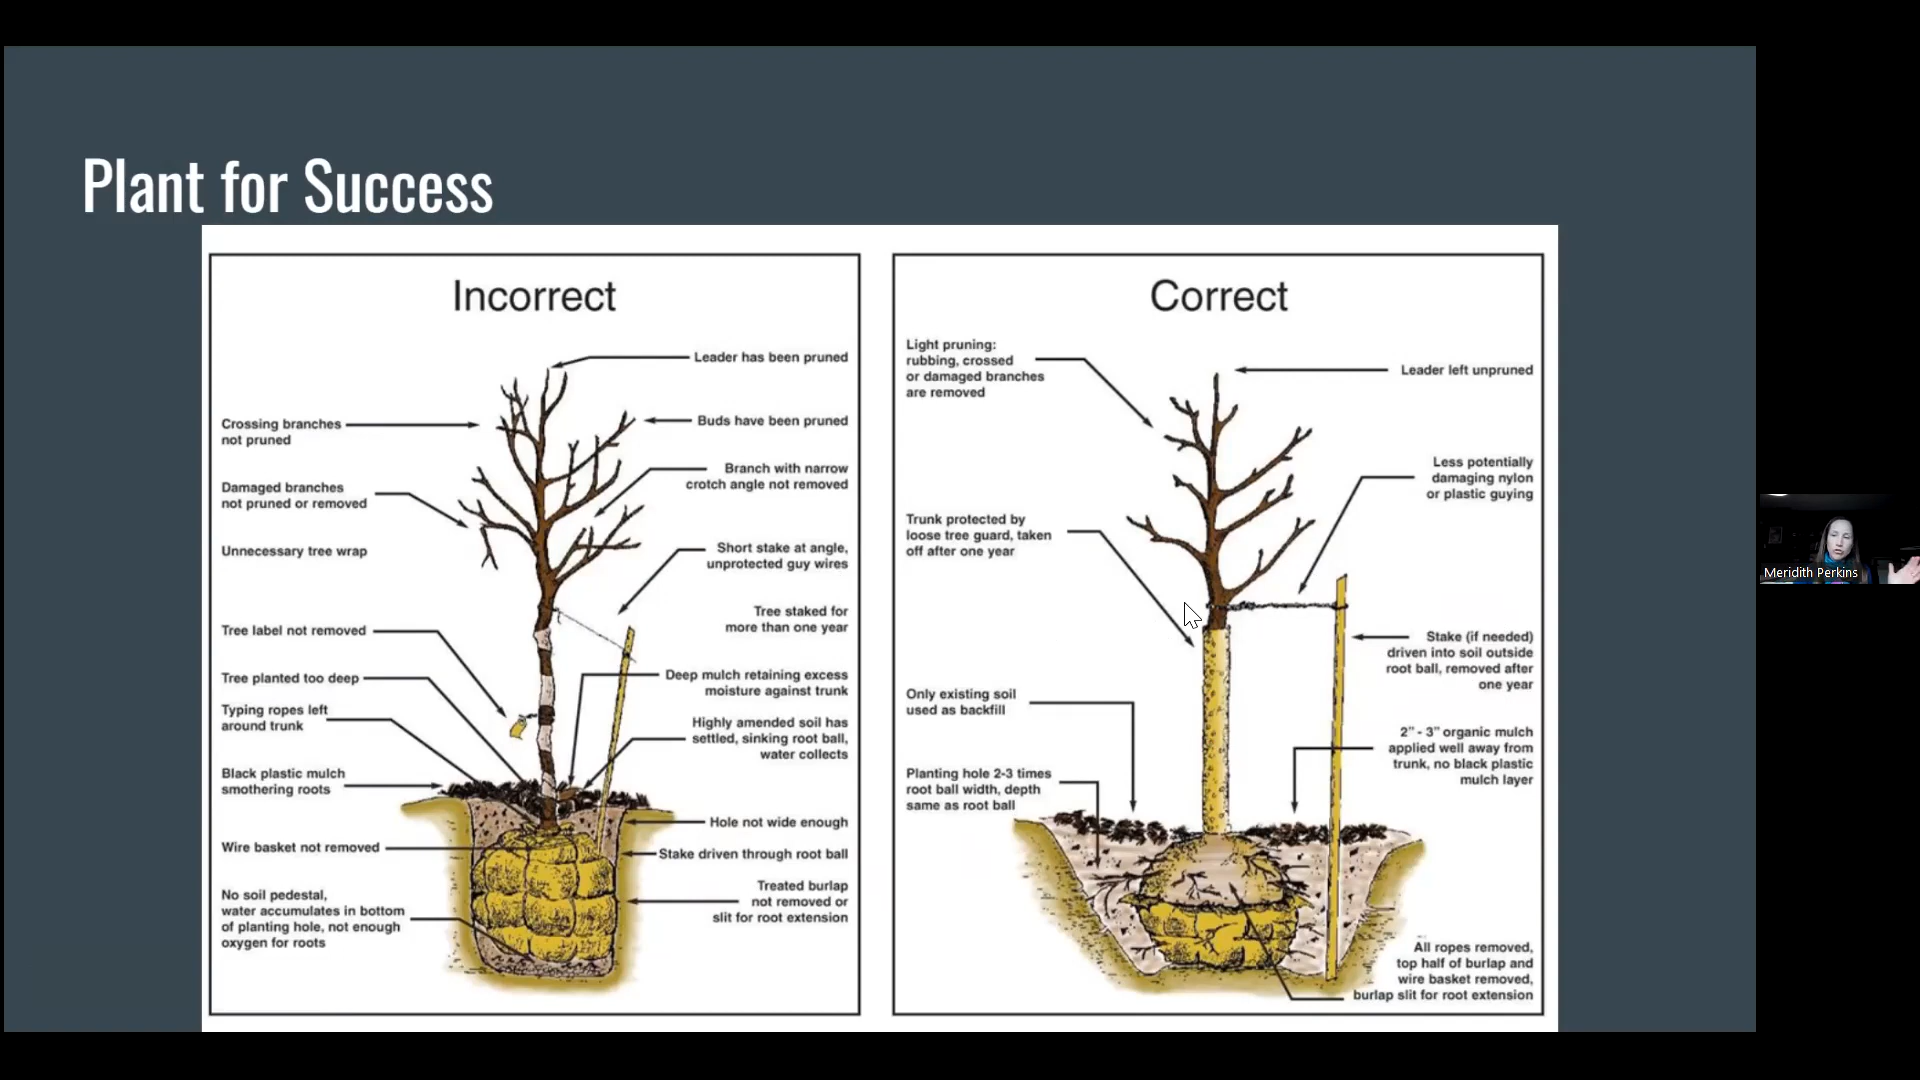 Plant for Success
Incorrect
Leader has been pruned
Crossing branches
not pruned
Buds have been pruned
Branch with narrow
crotch angle not removed
Damaged branches
not pruned or removed
Unnecessary tree wrap
Short stake at angle,
unprotected guy wires
Tree staked for
more than one year
Tree label not removed
Tree planted too deep
Deep mulch retaining excess
moisture against trunk
Typing ropes left
around trunk
Highly amended soil has
settled, sinking root ball,
water collects
Black plastic mulch
smothering roots
Hole not wide enough
Wire basket not removed
Stake driven through root ball
Treated burlap
not removed or
slit for root extension
No soil pedestal,
water accumulates in bottom
of planting hole, not enough
oxygen for roots
Correct
Light pruning:
rubbing, crossed
or damaged branches
are removed
Leader left unpruned
Less potentially
damaging nylon
or plastic guying
Trunk protected by
loose tree guard, taken
off after one year
Stake (if needed)
driven into soil outside
root ball, removed after
one year
Only existing soil
used as backfill
2" - 3" organic mulch
applied well away from
trunk, no black plastic
mulch layer
Planting hole 2-3 times
root ball width, depth
same as root ball
All ropes removed,
top half of burlap and
wire basket removed,
burlap slit for root extension
Meridith Perkins